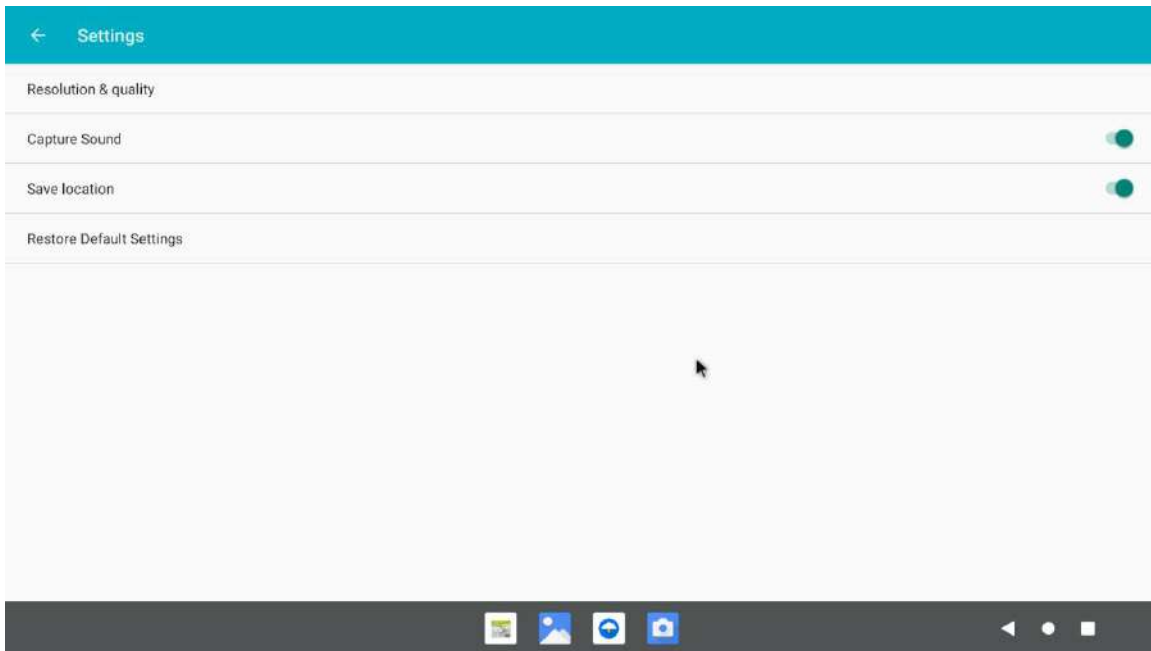 Settings
Resolution & quality
Capture Sound
Save location
Restore Default Settings